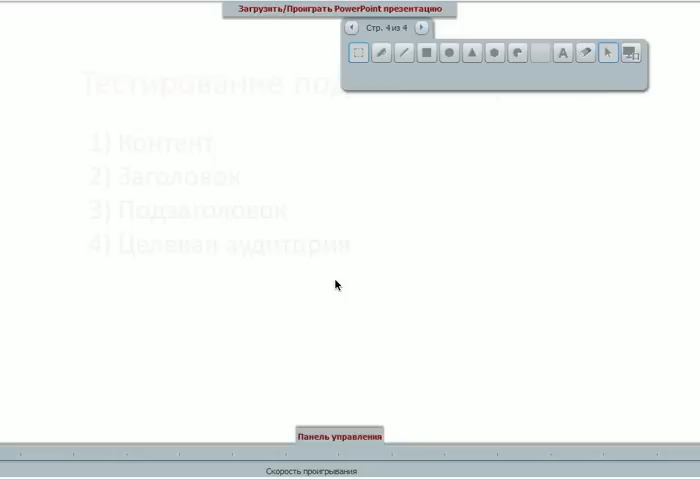 Загрузить/Проиграть PowerPoint презентацию
Стр. 4 из 4
A
Тестирование
1) Контент
2) Заголовок
3) Подзаголовок
4) Целевая аудитория
Панель управления
Скорость проигрывания